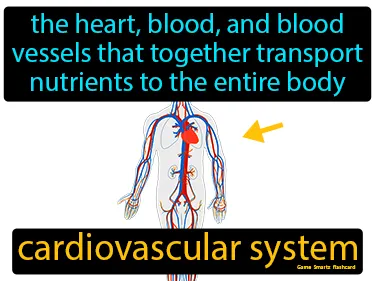 the heart, blood, and blood
vessels that together transport
nutrients to the entire body
cardiovascular system
Game Smartz Flashcard